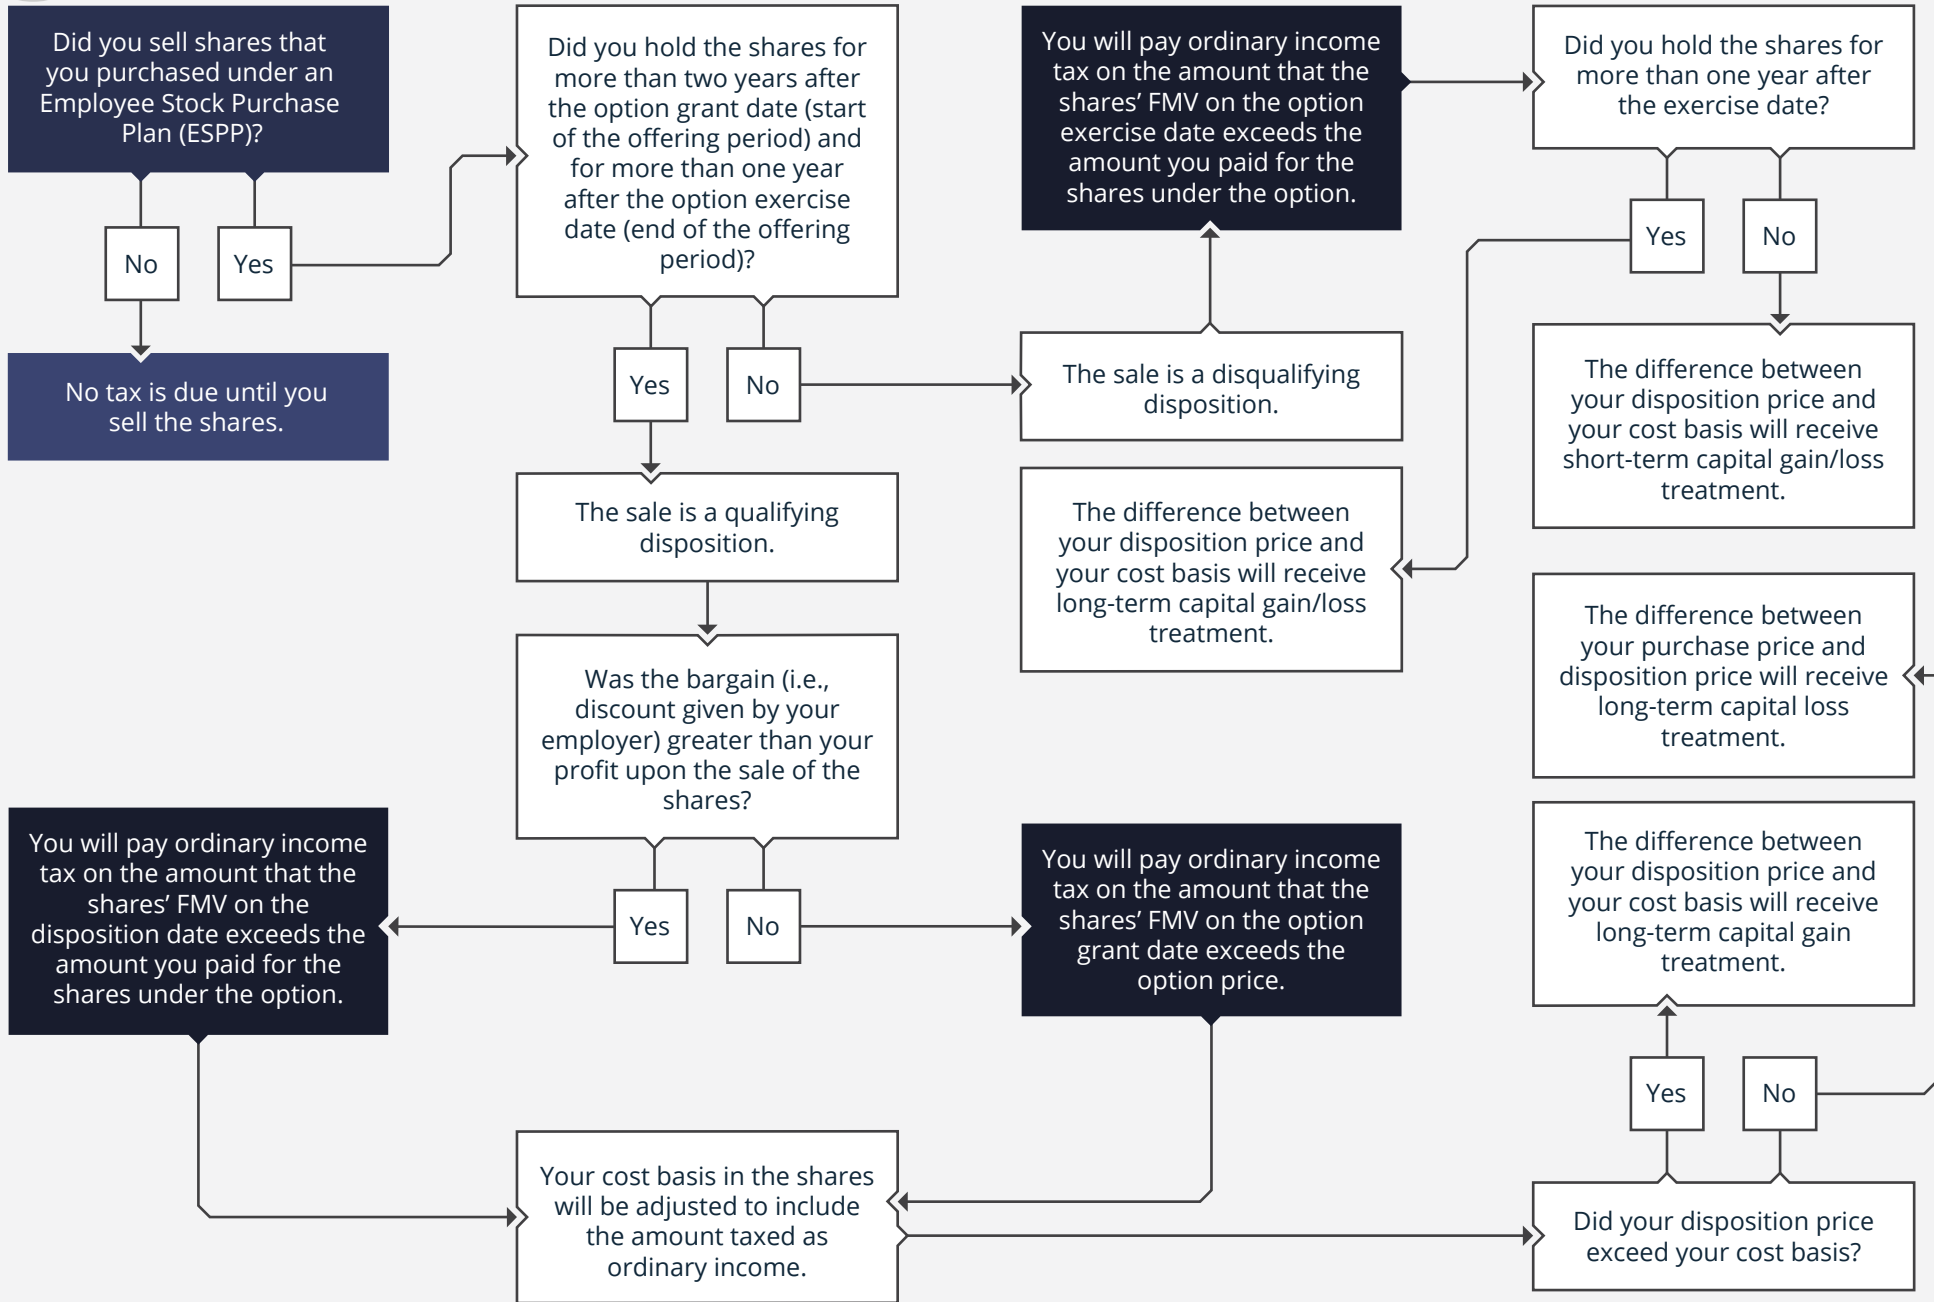 Did you sell shares that
you purchased under an
Employee Stock Purchase
Plan (ESPP)?
No
Yes
No tax is due until you
sell the shares.
Did you hold the shares for
more than two years after
the option grant date (start
of the offering period) and
for more than one year
after the option exercise
date (end of the offering
period)?
Yes
No
The sale is a disqualifying
disposition.
You will pay ordinary income
tax on the amount that the
shares’ FMV on the option
exercise date exceeds the
amount you paid for the
shares under the option.
Did you hold the shares for
more than one year after
the exercise date?
Yes
No
The difference between
your disposition price and
your cost basis will receive
short-term capital gain/loss
treatment.
The difference between
your disposition price and
your cost basis will receive
long-term capital gain/loss
treatment.
The sale is a qualifying
disposition.
Was the bargain (i.e.,
discount given by your
employer) greater than your
profit upon the sale of the
shares?
Yes
No
You will pay ordinary income
tax on the amount that the
shares’ FMV on the
disposition date exceeds the
amount you paid for the
shares under the option.
You will pay ordinary income
tax on the amount that the
shares’ FMV on the option
grant date exceeds the
option price.
Your cost basis in the shares
will be adjusted to include
the amount taxed as
ordinary income.
Did your disposition price
exceed your cost basis?
Yes
No
The difference between
your disposition price and
your cost basis will receive
long-term capital gain
treatment.
The difference between
your purchase price and
disposition price will receive
long-term capital loss
treatment.